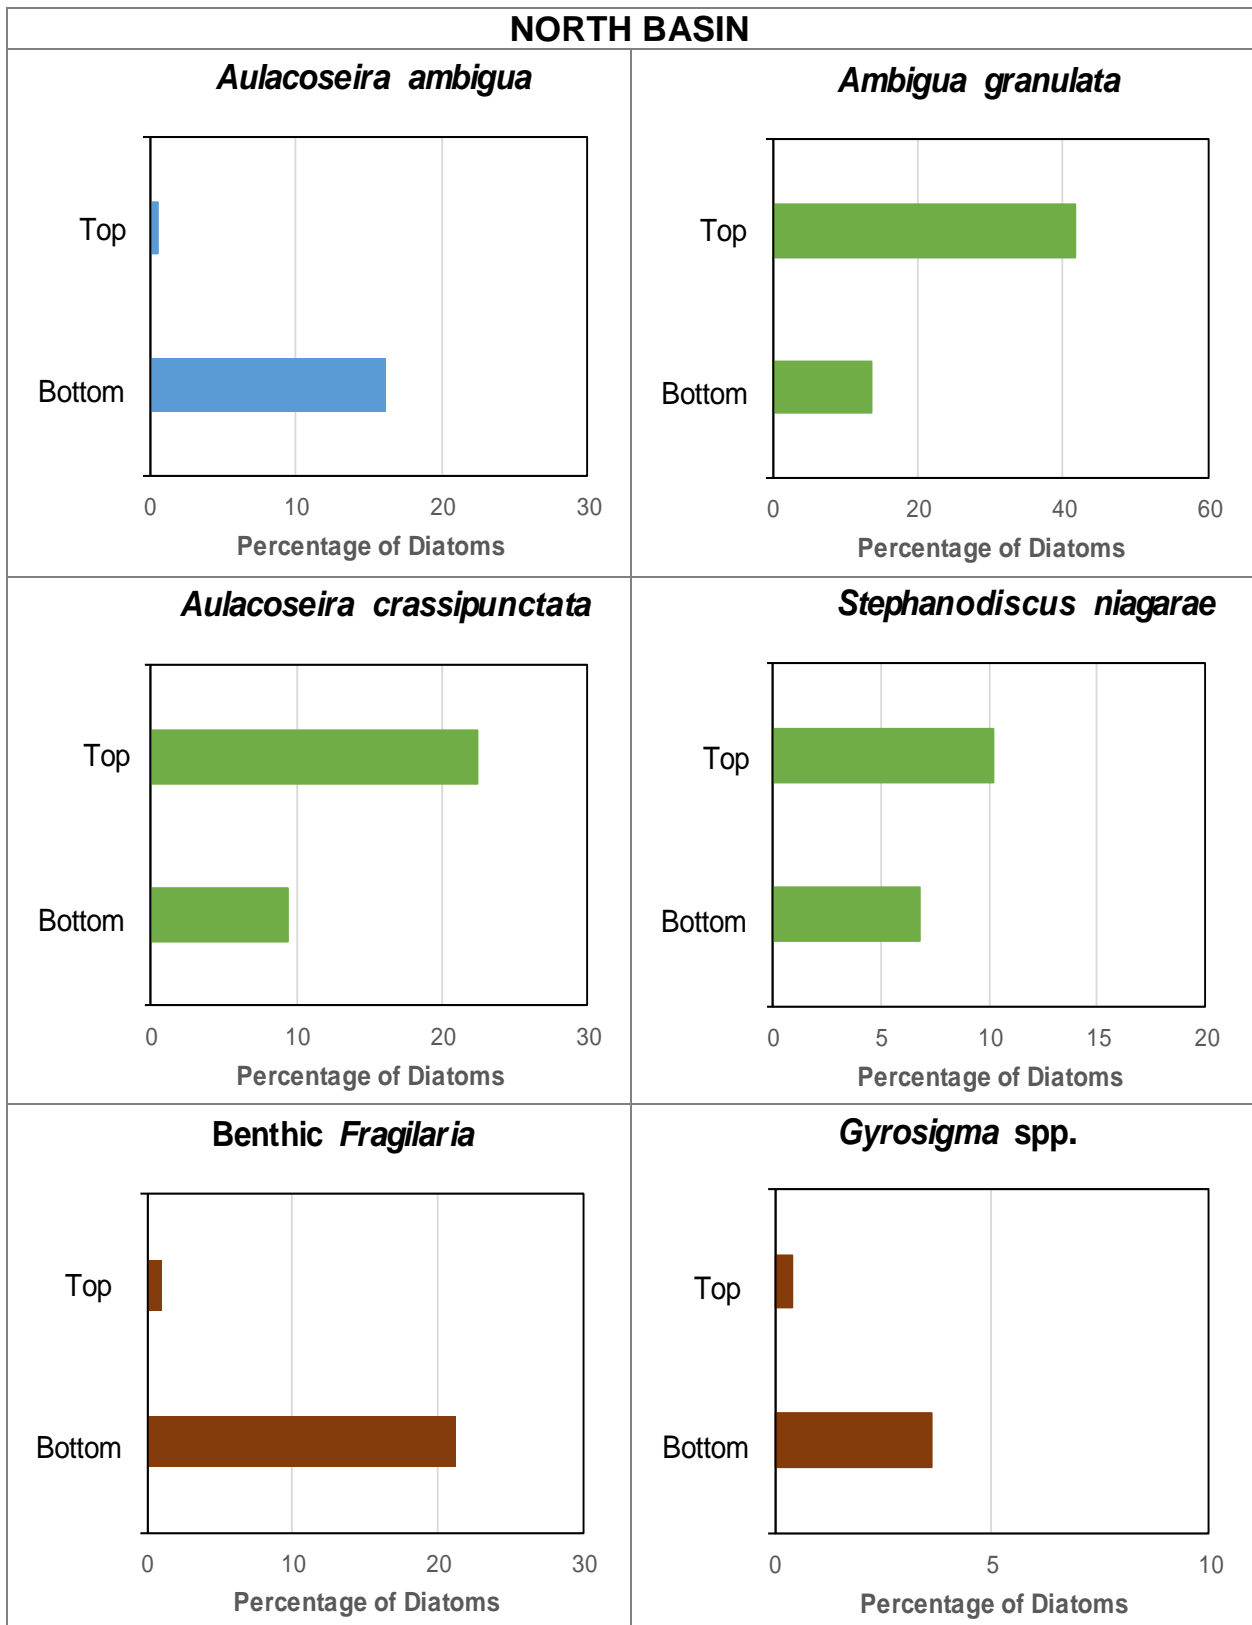 NORTH BASIN
Aulacoseira ambigua
Top
Bottom
0 10 20 30
Percentage of Diatoms
Ambigua granulata
Top
Bottom
0 20 40 60
Percentage of Diatoms
Aulacoseira crassipunctata
Top
Bottom
0 10 20 30
Percentage of Diatoms
Stephanodiscus niagarae
Top
Bottom
0 5 10 15 20
Percentage of Diatoms
Benthic Fragilaria
Top
Bottom
0 10 20 30
Percentage of Diatoms
Gyrosigma spp.
Top
Bottom
0 5 10
Percentage of Diatoms